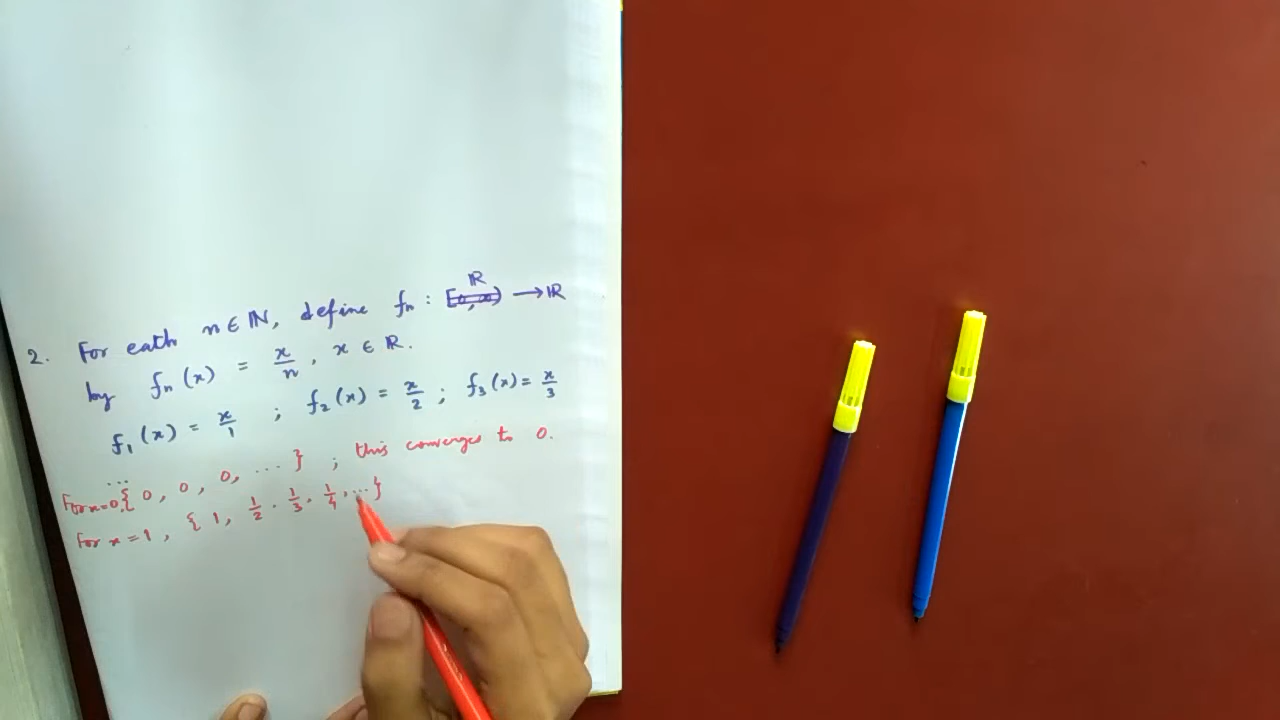 2. For each n ∈ ℕ, define fₙ : ℝ → ℝ
by fₙ(x) = x/n, x ∈ ℝ.
f₁(x) = x/1 ; f₂(x) = x/2 ; f₃(x) = x/3
...
For x=0, { 0, 0, 0, ... } ; this converges to 0.
For x = 1, { 1, 1/2, 1/3, 1/4, ... }